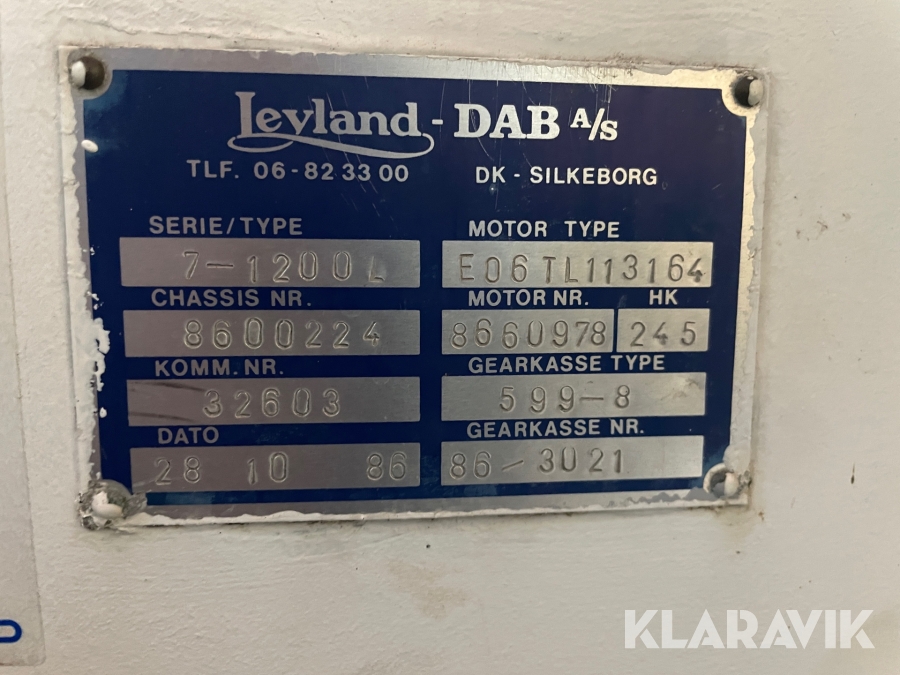 Leyland - DAB A/s
TLF. 06-82 33 00 DK - SILKEBORG
SERIE/TYPE MOTOR TYPE
7-1200L E06TL113164
CHASSIS NR. MOTOR NR. HK
8600224 8660978 245
KOMM. NR. GEARKASSE TYPE
32603 599-8
DATO GEARKASSE NR.
28 10 86 86-3021
KLARAVIK